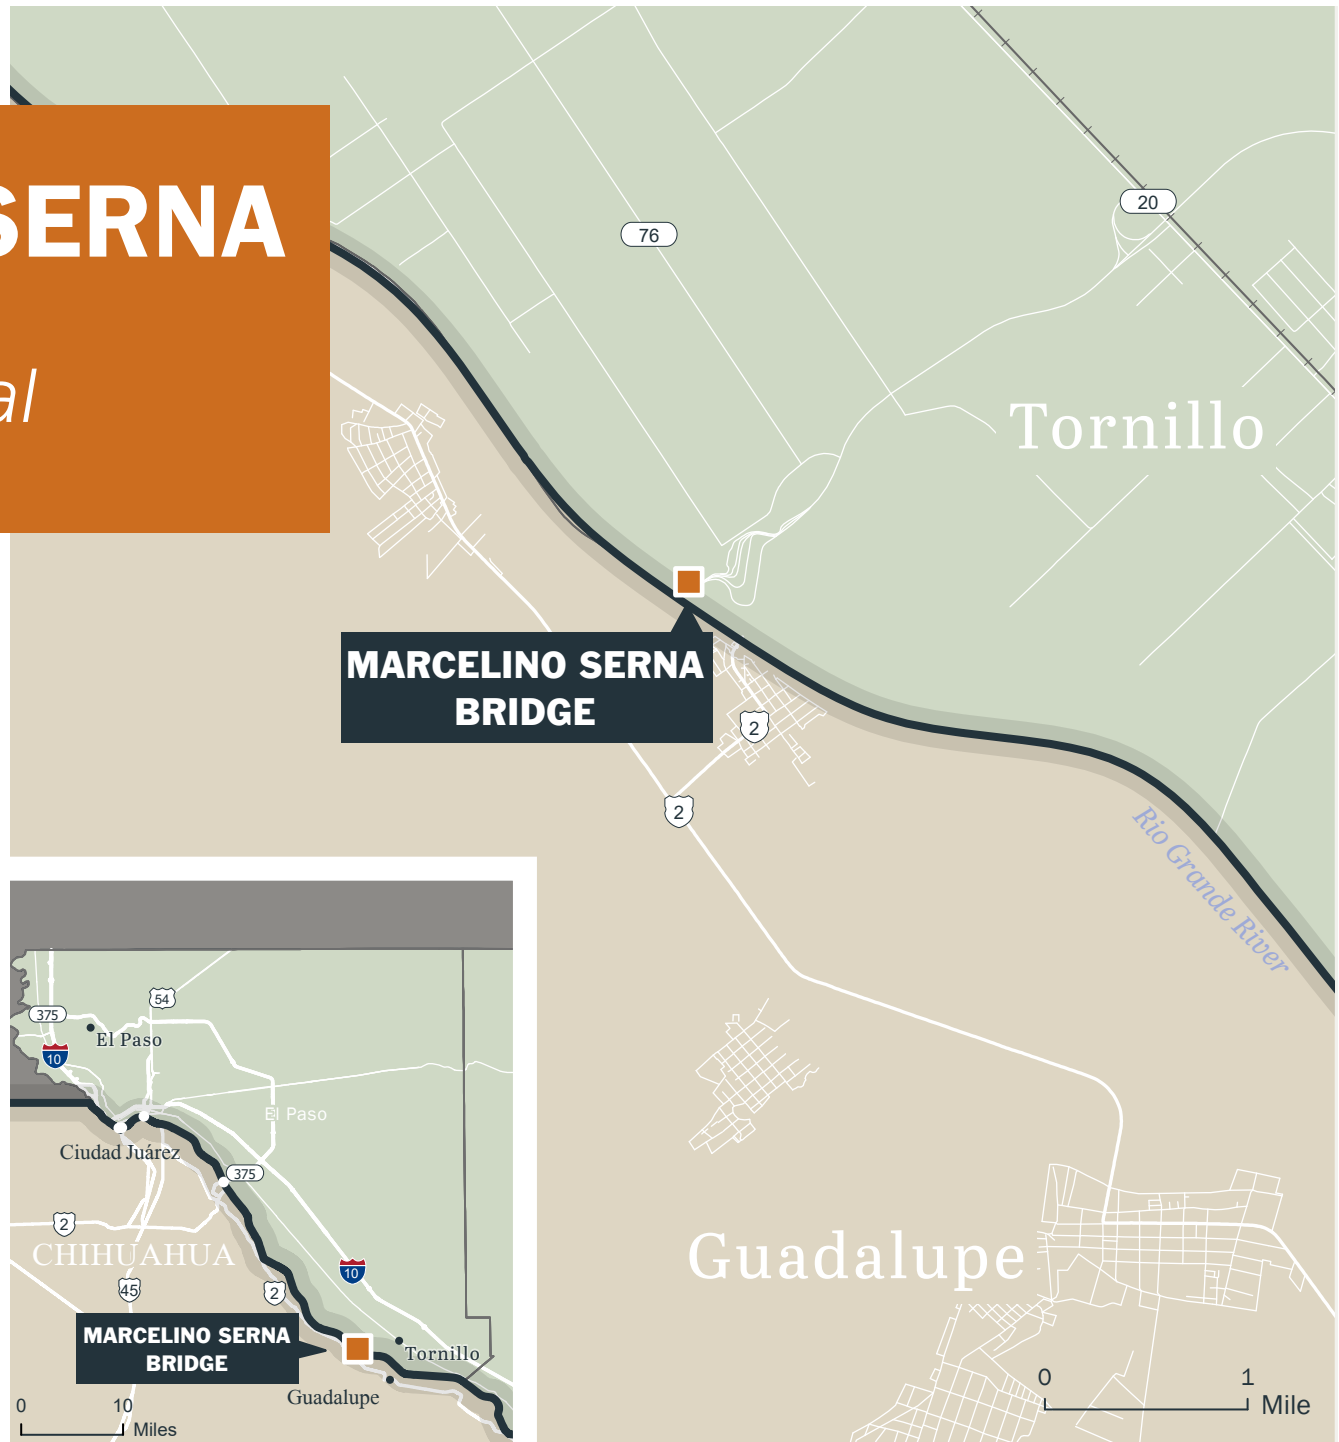 SERNA
al
76
20
Tornillo
MARCELINO SERNA
BRIDGE
2
2
Rio Grande River
Guadalupe
0 1
Mile
375
54
El Paso
10
El Paso
Ciudad Juárez
375
2
CHIHUAHUA
10
45
2
MARCELINO SERNA
BRIDGE
Tornillo
Guadalupe
0 10
Miles